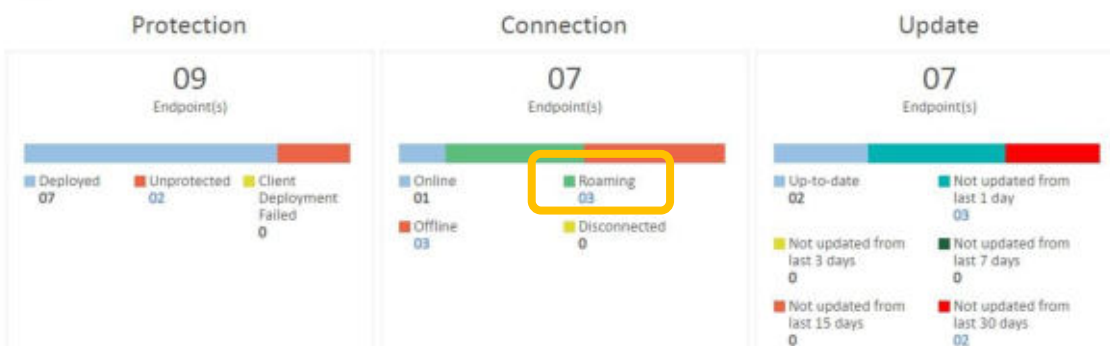 Protection
09
Endpoint(s)
Deployed
07
Unprotected
02
Client
Deployment
Failed
0
Connection
07
Endpoint(s)
Online
01
Roaming
03
Offline
03
Disconnected
0
Update
07
Endpoint(s)
Up-to-date
02
Not updated from
last 1 day
03
Not updated from
last 3 days
0
Not updated from
last 7 days
0
Not updated from
last 15 days
0
Not updated from
last 30 days
02